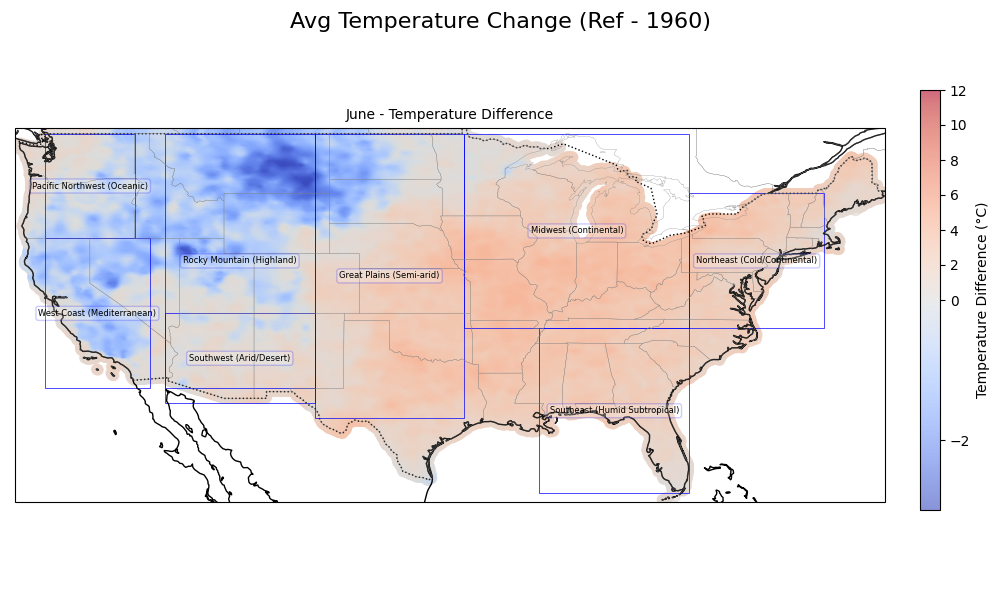 Avg Temperature Change (Ref - 1960)
June - Temperature Difference
Pacific Northwest (Oceanic)
Rocky Mountain (Highland)
West Coast (Mediterranean)
Southwest (Arid/Desert)
Great Plains (Semi-arid)
Midwest (Continental)
Northeast (Cold/Continental)
Southeast (Humid Subtropical)
12
10
8
6
4
2
0
−2
Temperature Difference (°C)